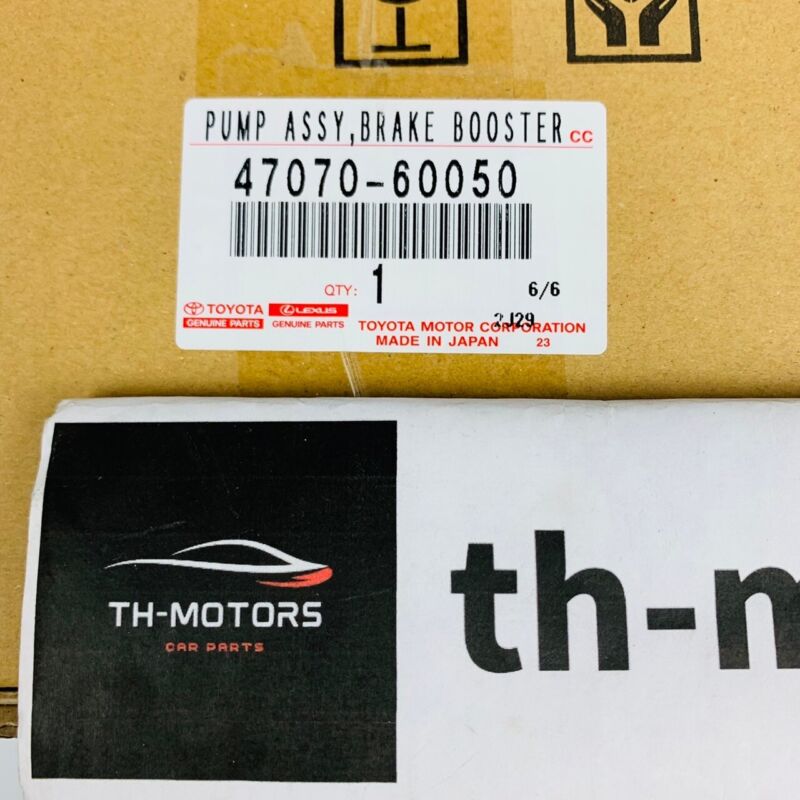 PUMP ASSY,BRAKE BOOSTER CC
47070-60050
QTY: 1
6/6
TOYOTA LEXUS
GENUINE PARTS GENUINE PARTS
2J29
TOYOTA MOTOR CORPORATION
MADE IN JAPAN 23
TH-MOTORS
CAR PARTS
th-m